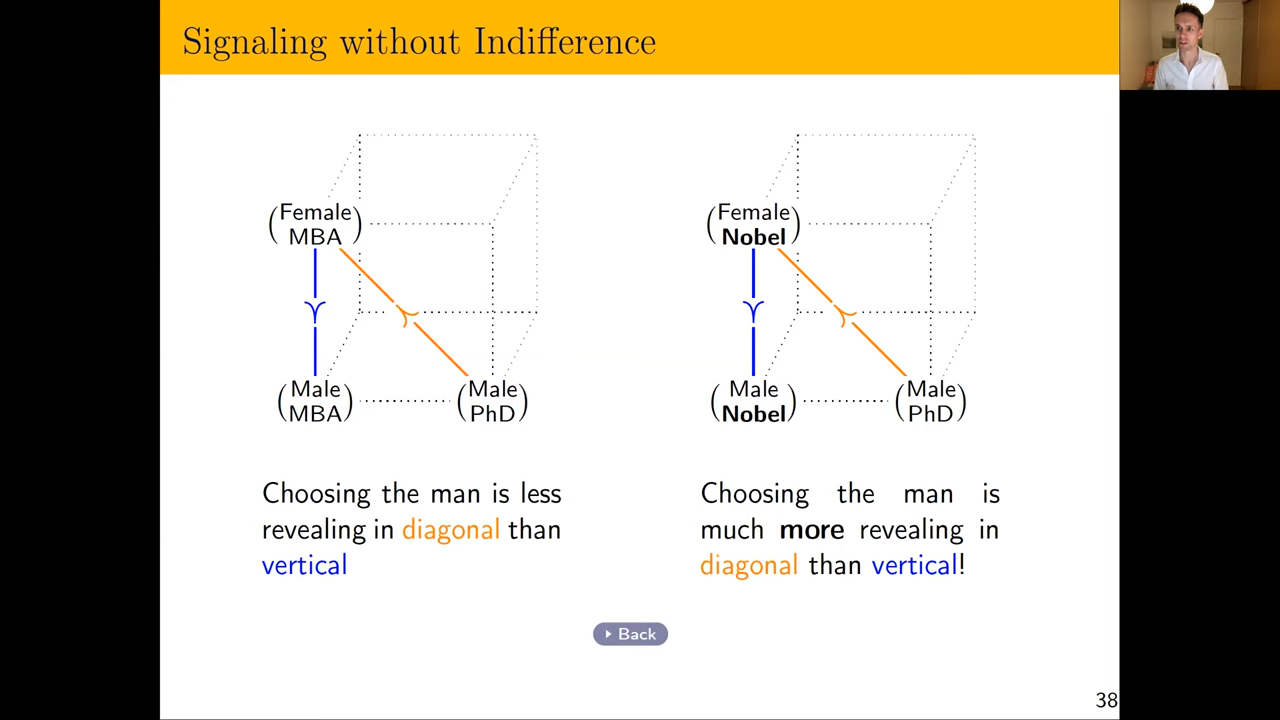 Signaling without Indifference
(Female
MBA)
(Male
MBA)
(Male
PhD)
Choosing the man is less
revealing in diagonal than
vertical
(Female
Nobel)
(Male
Nobel)
(Male
PhD)
Choosing the man is
much more revealing in
diagonal than vertical!
Back
38